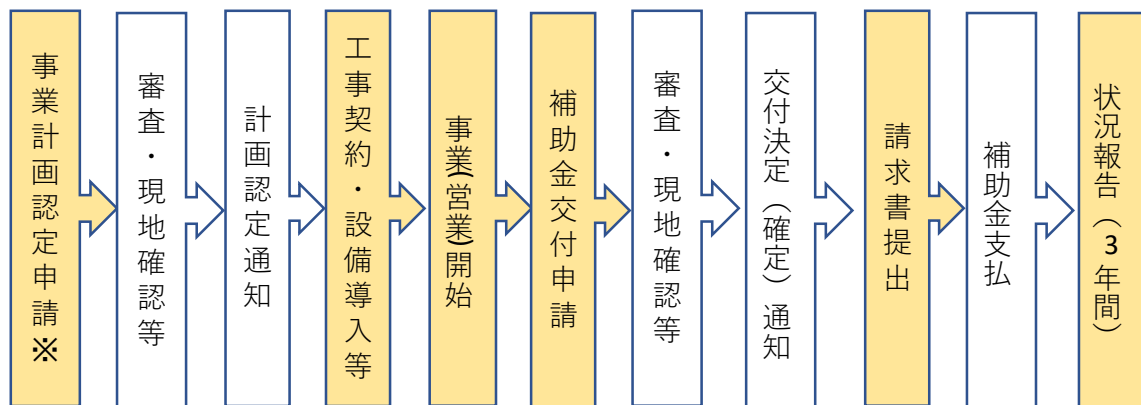 事業計画認定申請※
審査・現地確認等
計画認定通知
工事契約・設備導入等
事業(営業)開始
補助金交付申請
審査・現地確認等
交付決定（確定）通知
請求書提出
補助金支払
状況報告（3年間）